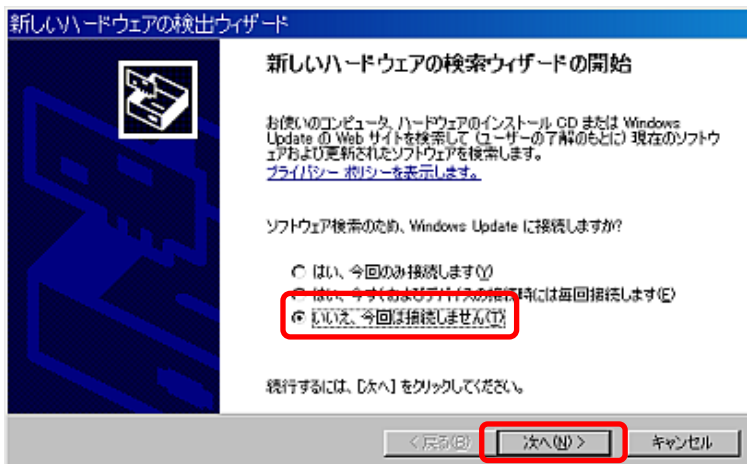 新しいハードウェアの検出ウィザード
新しいハードウェアの検索ウィザードの開始
お使いのコンピュータ、ハードウェアのインストール CD または Windows
Update の Web サイトを検索して (ユーザーの了解のもとに) 現在のソフトウ
ェアおよび更新されたソフトウェアを検索します。
プライバシー ポリシーを表示します。
ソフトウェア検索のため、Windows Update に接続しますか?
はい、今回のみ接続します(Y)
はい、今すぐおよびデバイスの接続時には毎回接続します(E)
いいえ、今回は接続しません(T)
続行するには、[次へ] をクリックしてください。
< 戻る(B) 次へ(N) > キャンセル